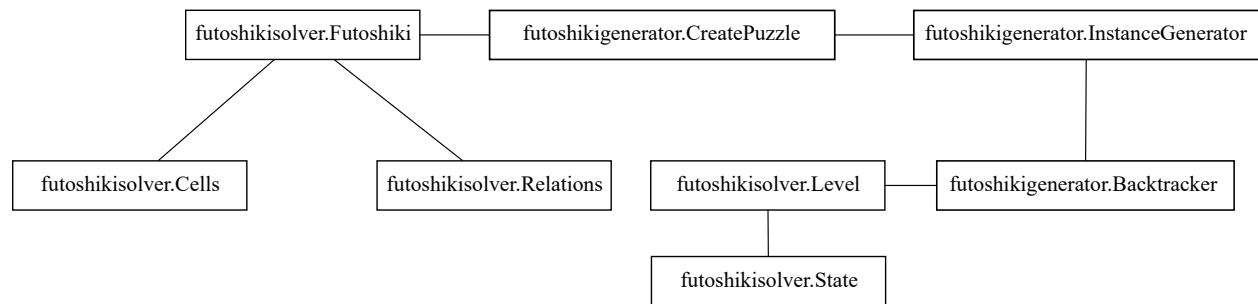 futoshikisolver.Futoshiki
futoshikigenerator.CreatePuzzle
futoshikigenerator.InstanceGenerator
futoshikisolver.Cells
futoshikisolver.Relations
futoshikisolver.Level
futoshikigenerator.Backtracker
futoshikisolver.State